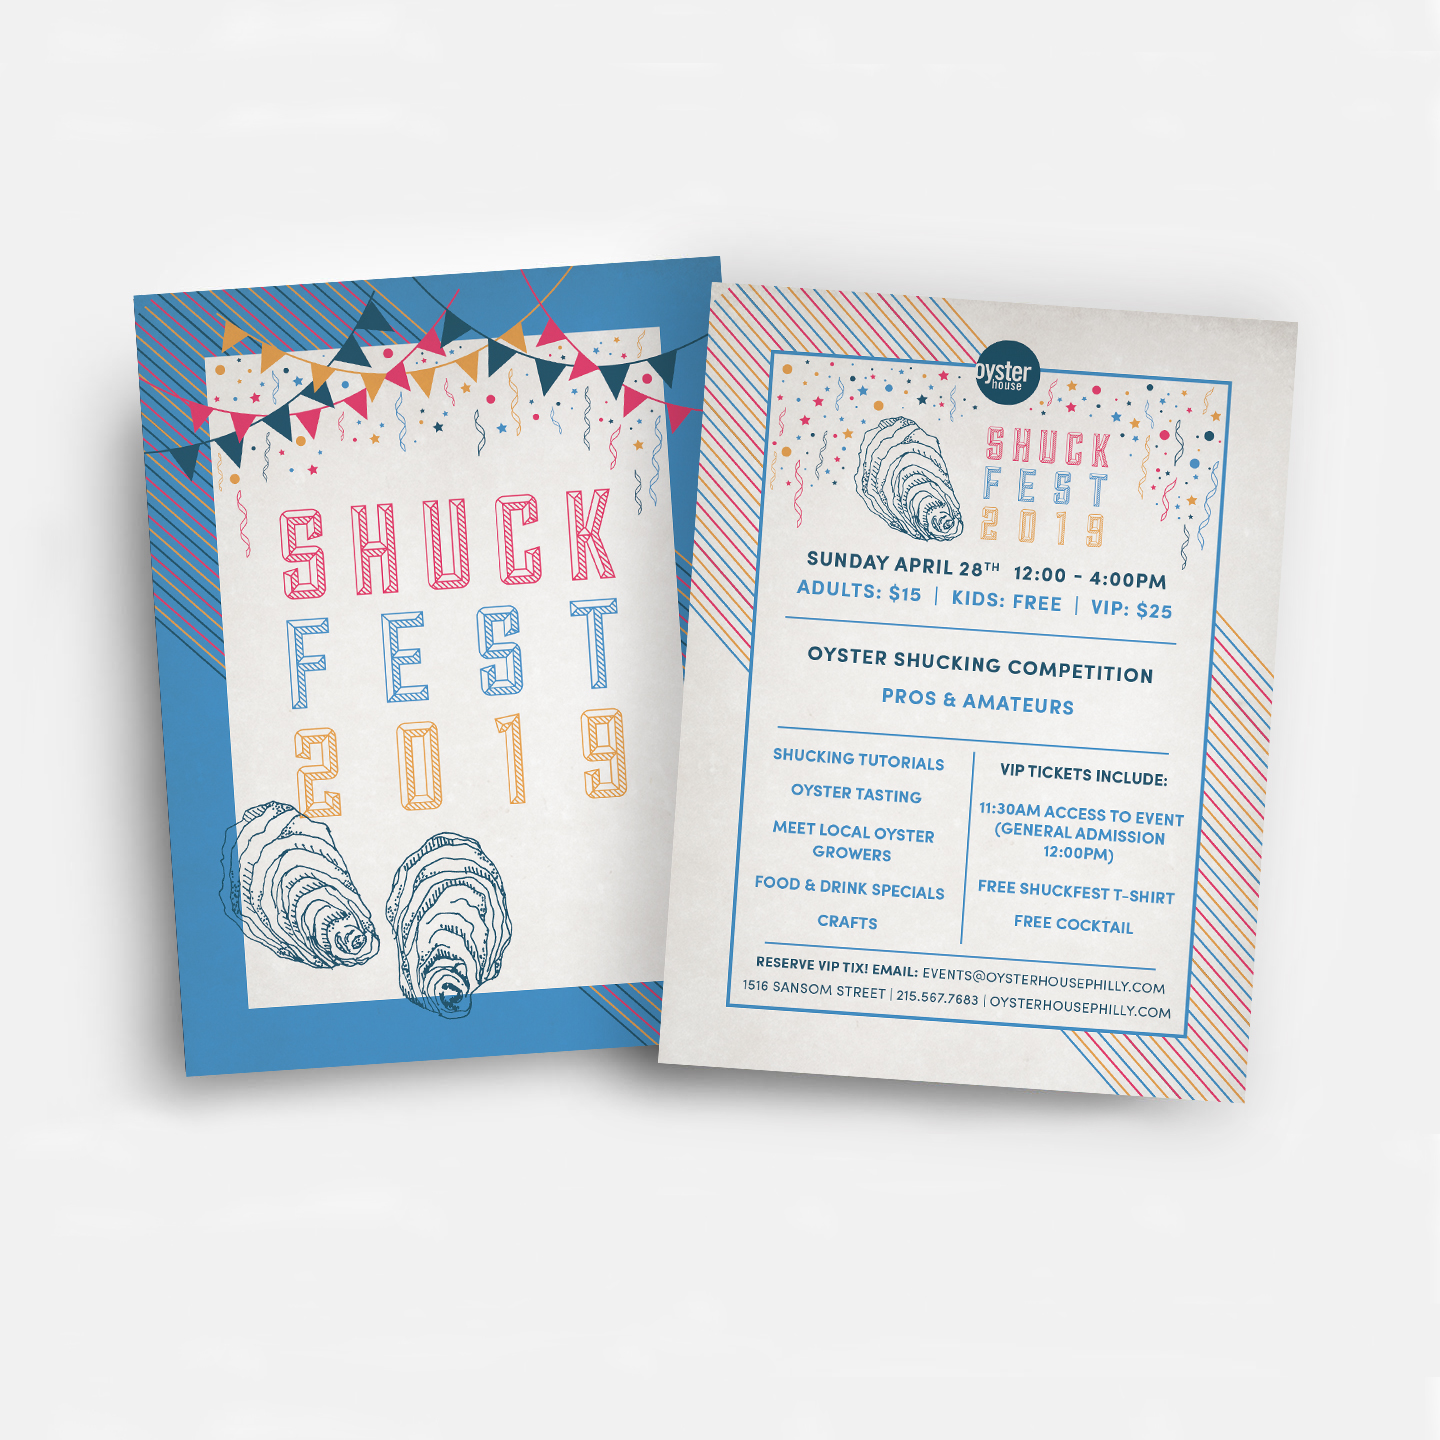 SHUCK
FEST
2019
oyster
house
SHUCK
FEST
2019
SUNDAY APRIL 28TH 12:00 - 4:00PM
ADULTS: $15 | KIDS: FREE | VIP: $25
OYSTER SHUCKING COMPETITION
PROS & AMATEURS
SHUCKING TUTORIALS
OYSTER TASTING
MEET LOCAL OYSTER
GROWERS
FOOD & DRINK SPECIALS
CRAFTS
VIP TICKETS INCLUDE:
11:30AM ACCESS TO EVENT
(GENERAL ADMISSION
12:00PM)
FREE SHUCKFEST T-SHIRT
FREE COCKTAIL
RESERVE VIP TIX! EMAIL: EVENTS@OYSTERHOUSEPHILLY.COM
1516 SANSOM STREET | 215.567.7683 | OYSTERHOUSEPHILLY.COM